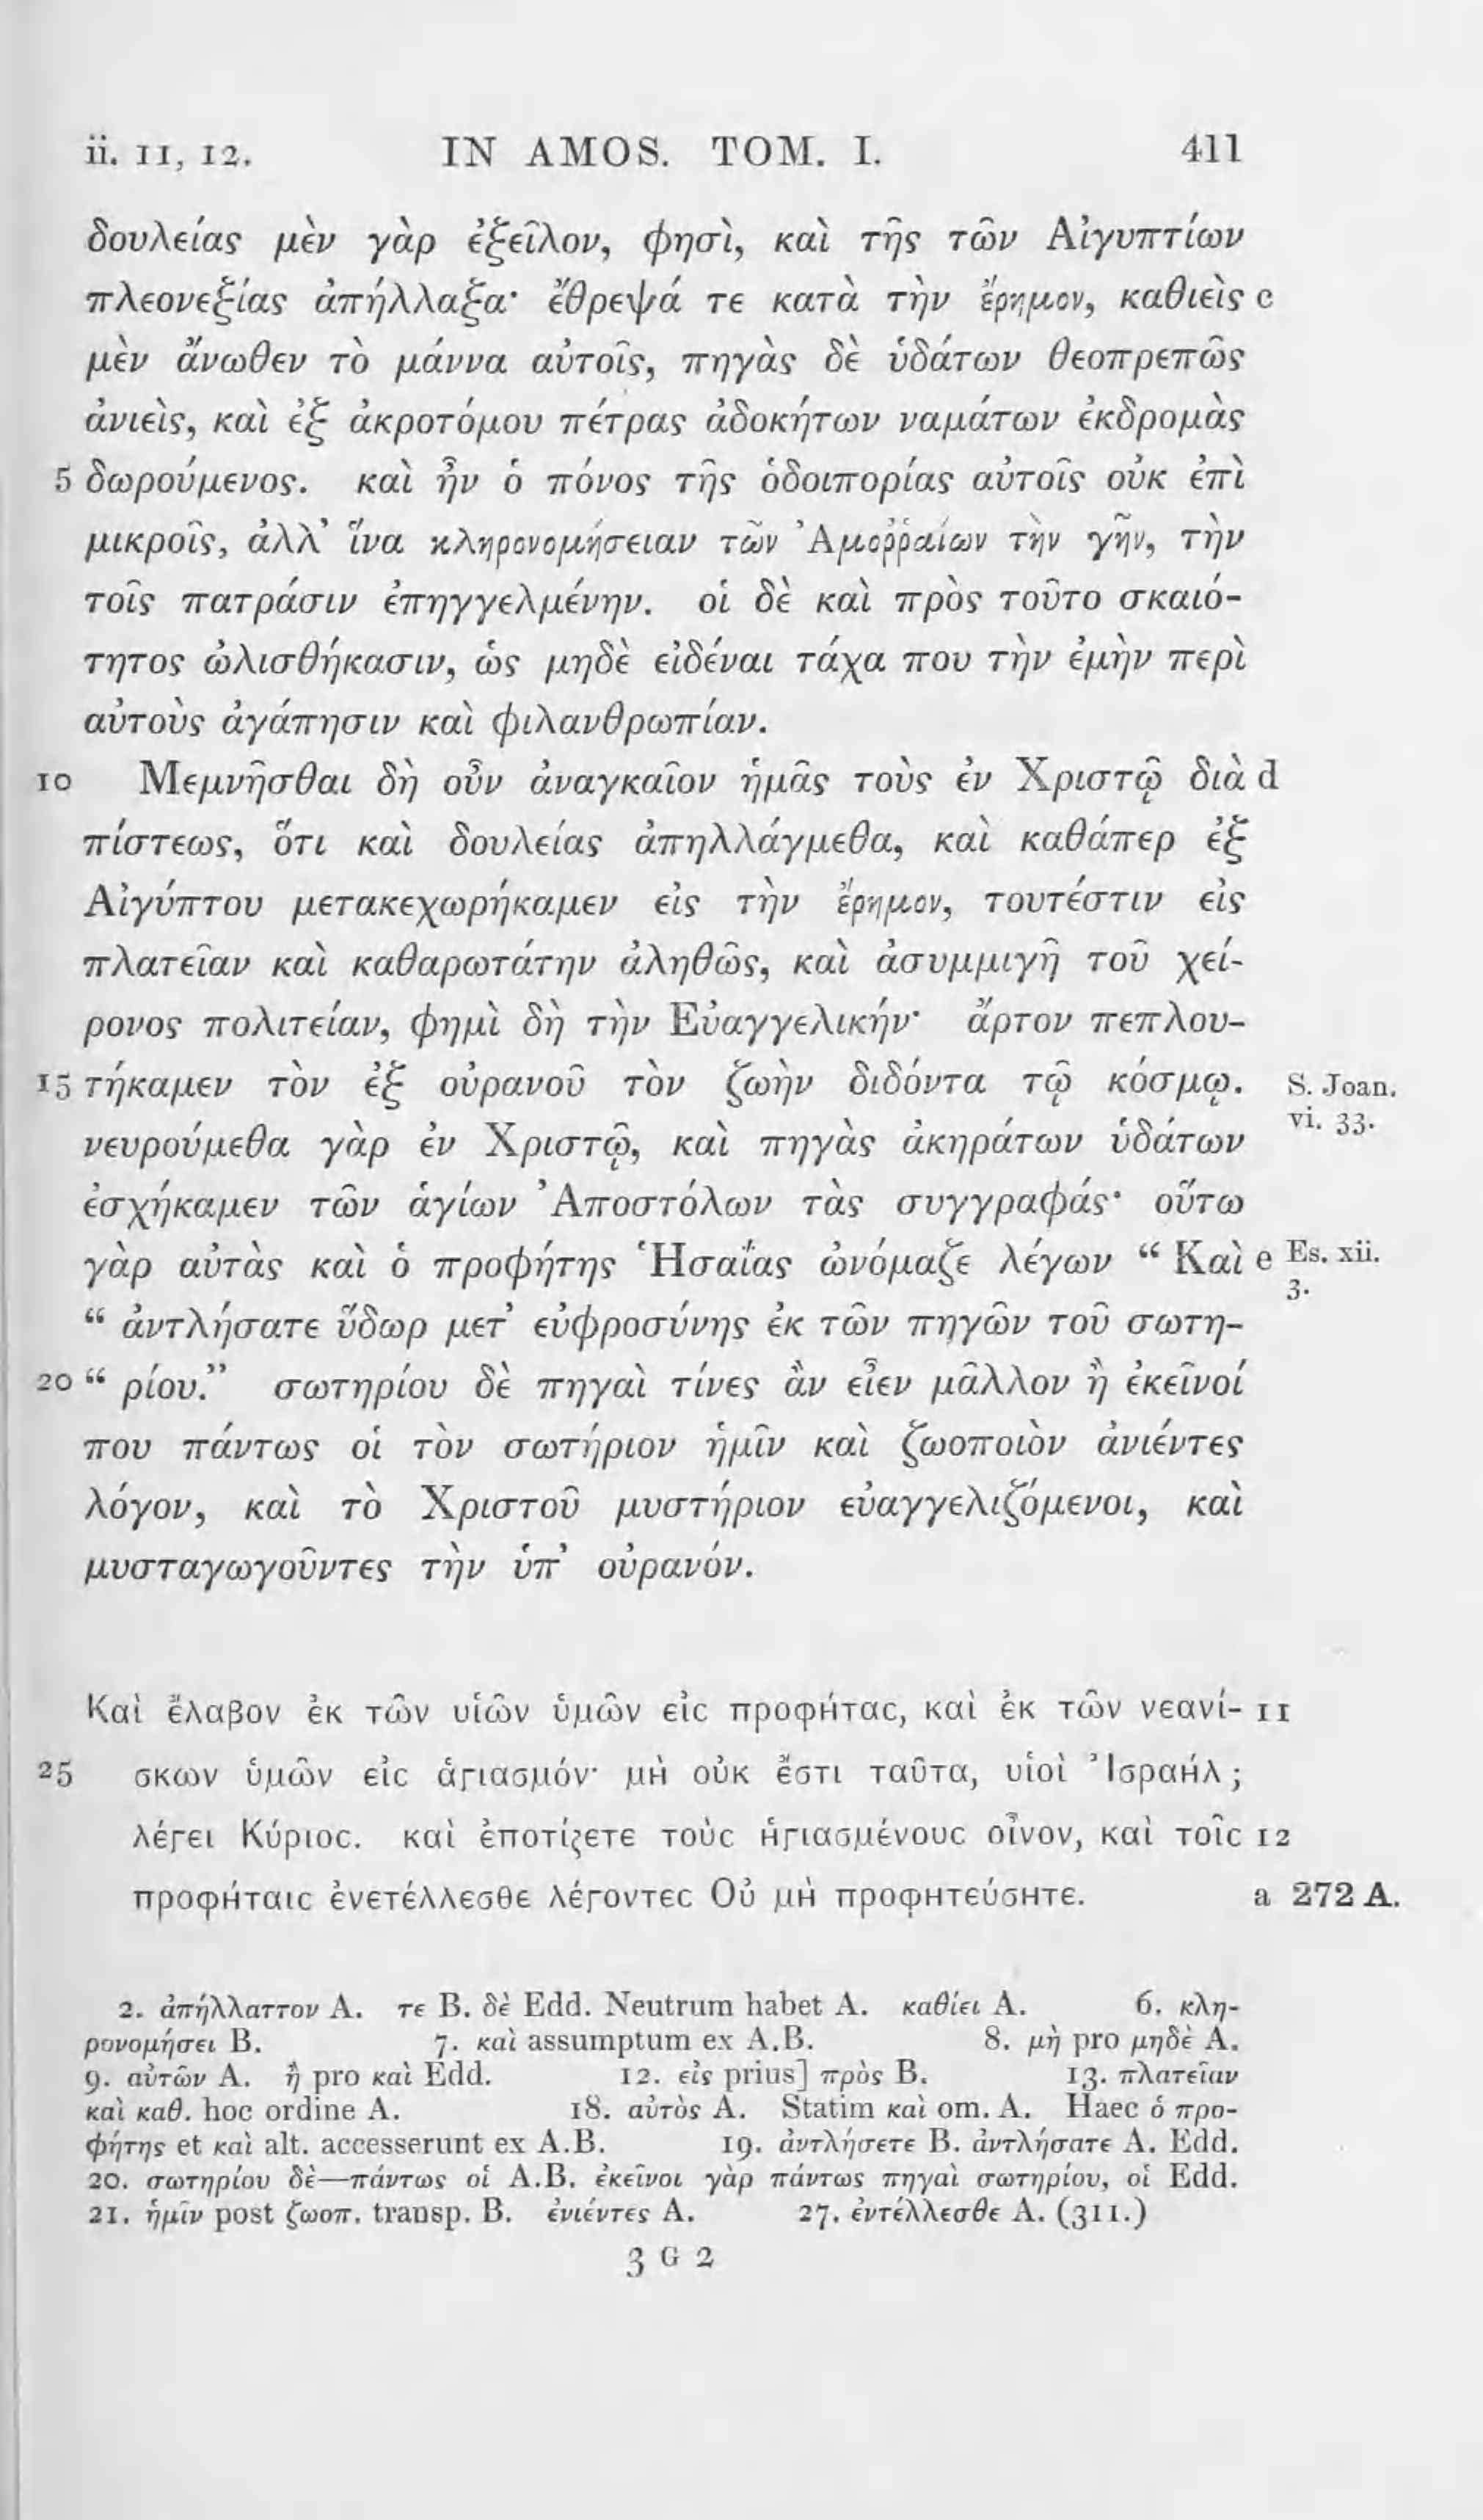 ii. 11, 12. IN AMOS. TOM. I. 411
δουλείας μὲν γὰρ ἐξεῖλον, φησὶ, καὶ τῆς τῶν Αἰγυπτίων
πλεονεξίας ἀπήλλαξα· ἔθρεψά τε κατὰ τὴν ἔρημον, καθιεὶς c
μὲν ἄνωθεν τὸ μάννα αὐτοῖς, πηγὰς δὲ ὑδάτων θεοπρεπῶς
ἀνιεὶς, καὶ ἐξ ἀκροτόμου πέτρας ἀδοκήτων ναμάτων ἐκδρομὰς
5 δωρούμενος. καὶ ἦν ὁ πόνος τῆς ὁδοιπορίας αὐτοῖς οὐκ ἐπὶ
μικροῖς, ἀλλ’ ἵνα κληρονομήσειαν τῶν Ἀμοῤῥαίων τὴν γῆν, τὴν
τοῖς πατράσιν ἐπηγγελμένην. οἱ δὲ καὶ πρὸς τοῦτο σκαιό-
τητος ὠλισθήκασιν, ὡς μηδὲ εἰδέναι τάχα που τὴν ἐμὴν περὶ
αὐτοὺς ἀγάπησιν καὶ φιλανθρωπίαν.
10 Μεμνῆσθαι δὴ οὖν ἀναγκαῖον ἡμᾶς τοὺς ἐν Χριστῷ διὰ d
πίστεως, ὅτι καὶ δουλείας ἀπηλλάγμεθα, καὶ καθάπερ ἐξ
Αἰγύπτου μετακεχωρήκαμεν εἰς τὴν ἔρημον, τουτέστιν εἰς
πλατεῖαν καὶ καθαρωτάτην ἀληθῶς, καὶ ἀσυμμιγῆ τοῦ χεί-
ρονος πολιτείαν, φημὶ δὴ τὴν Εὐαγγελικήν· ἄρτον πεπλου-
15 τήκαμεν τὸν ἐξ οὐρανοῦ τὸν ζωὴν διδόντα τῷ κόσμῳ. S. Joan.
vi. 33.
νευρούμεθα γὰρ ἐν Χριστῷ, καὶ πηγὰς ἀκηράτων ὑδάτων
ἐσχήκαμεν τῶν ἁγίων Ἀποστόλων τὰς συγγραφάς· οὕτω
γὰρ αὐτὰς καὶ ὁ προφήτης Ἡσαΐας ὠνόμαζε λέγων “ Καὶ e Es. xii.
3.
“ ἀντλήσατε ὕδωρ μετ’ εὐφροσύνης ἐκ τῶν πηγῶν τοῦ σωτη-
20 “ ρίου.” σωτηρίου δὲ πηγαὶ τίνες ἂν εἶεν μᾶλλον ἢ ἐκεῖνοί
που πάντως οἱ τὸν σωτήριον ἡμῖν καὶ ζωοποιὸν ἀνιέντες
λόγον, καὶ τὸ Χριστοῦ μυστήριον εὐαγγελιζόμενοι, καὶ
μυσταγωγοῦντες τὴν ὑπ’ οὐρανόν.
Καὶ ἔλαβον ἐκ τῶν υἱῶν ὑμῶν εἰς προφήτας, καὶ ἐκ τῶν νεανί- 11
25 σκων ὑμῶν εἰς ἁγιασμόν· μὴ οὐκ ἔστι ταῦτα, υἱοὶ Ἰσραήλ ;
λέγει Κύριος. καὶ ἐποτίζετε τοὺς ἡγιασμένους οἶνον, καὶ τοῖς 12
προφήταις ἐνετέλλεσθε λέγοντες Οὐ μὴ προφητεύσητε. a 272 A.
2. ἀπήλλαττον A. τε B. δὲ Edd. Neutrum habet A. καθίει A. 6. κλη-
ρονομήσει B. 7. καὶ assumptum ex A.B. 8. μὴ pro μηδὲ A.
9. αὐτῶν A. ἢ pro καὶ Edd. 12. εἰς prius] πρὸς B. 13. πλατεῖαν
καὶ καθ. hoc ordine A. 18. αὐτὸς A. Statim καὶ om. A. Haec ὁ προ-
φήτης et καὶ alt. accesserunt ex A.B. 19. ἀντλήσετε B. ἀντλήσατε A. Edd.
20. σωτηρίου δὲ—πάντως οἱ A.B. ἐκεῖνοι γὰρ πάντως πηγαὶ σωτηρίου, οἱ Edd.
21. ἡμῖν post ζωοπ. transp. B. ἐνιέντες A. 27. ἐντέλλεσθε A. (311.)
3 G 2